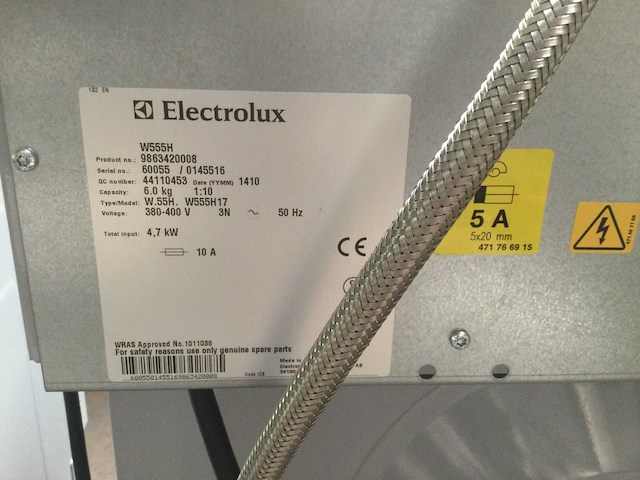 Electrolux
W555H
Product no.: 9863420008
Serial no.: 60055 / 0145516
QC number: 44110453 Date (YYMM) 1410
Capacity: 6.0 kg 1:10
Type/Model: W.55H. W555H17
Voltage: 380-400 V 3N ~ 50 Hz
Total input: 4,7 kW
10 A
CE
WRAS Approved No.1011038
For safety reasons use only genuine spare parts
Made in
6005501455169863420008
5 A
5x20 mm
471 76 69 15